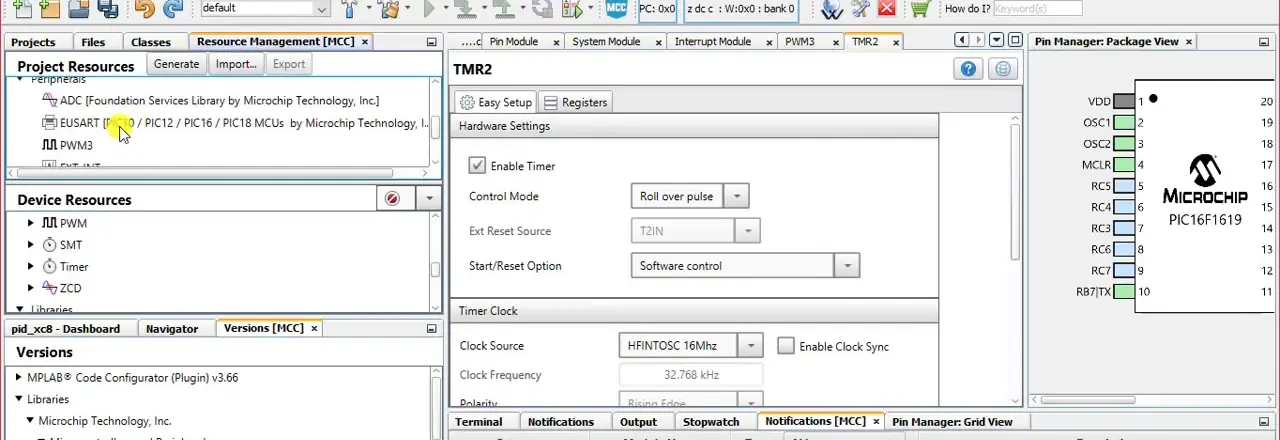 default
PC: 0x0
z dc c : W:0x0 : bank 0
How do I?
Keyword(s)
Projects
Files
Classes
Resource Management [MCC]
Project Resources
Generate
Import...
Export
Peripherals
ADC [Foundation Services Library by Microchip Technology, Inc.]
EUSART [PIC10 / PIC12 / PIC16 / PIC18 MCUs by Microchip Technology, I...
PWM3
EXT_INT
Device Resources
PWM
SMT
Timer
ZCD
Libraries
pid_xc8 - Dashboard
Navigator
Versions [MCC]
Versions
MPLAB® Code Configurator (Plugin) v3.66
Libraries
Microchip Technology, Inc.
...c
Pin Module
System Module
Interrupt Module
PWM3
TMR2
TMR2
Easy Setup
Registers
Hardware Settings
Enable Timer
Control Mode
Roll over pulse
Ext Reset Source
T2IN
Start/Reset Option
Software control
Timer Clock
Clock Source
HFINTOSC 16Mhz
Enable Clock Sync
Clock Frequency
32.768 kHz
Polarity
Rising Edge
Terminal
Notifications
Output
Stopwatch
Notifications [MCC]
Pin Manager: Grid View
Pin Manager: Package View
VDD 1 20
OSC1 2 19
OSC2 3 18
MCLR 4 17
RC5 5 16
RC4 6 15
RC3 7 14
RC6 8 13
RC7 9 12
RB7|TX 10 11
MICROCHIP
PIC16F1619
MCC